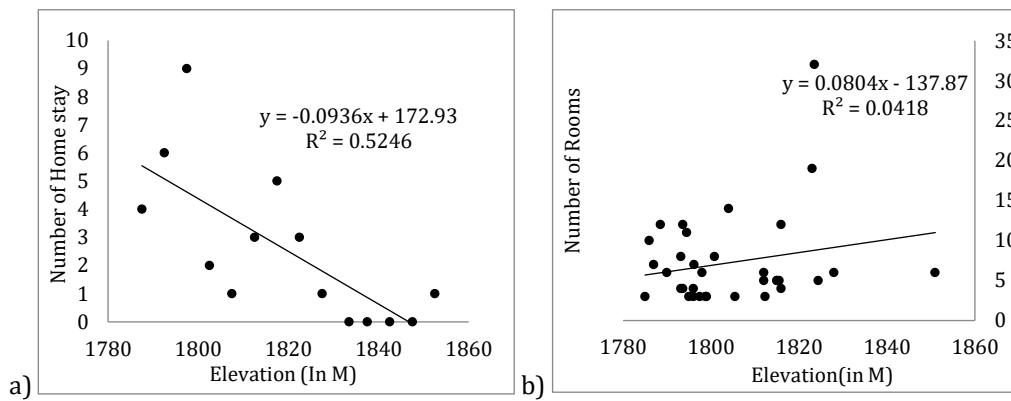 10
9
8
7
6
5
4
3
2
1
0
Number of Home stay
y = -0.0936x + 172.93
R² = 0.5246
1780 1800 1820 1840 1860
Elevation (In M)
a)
35
30
25
20
15
10
5
0
Number of Rooms
y = 0.0804x - 137.87
R² = 0.0418
1780 1800 1820 1840 1860
Elevation(in M)
b)